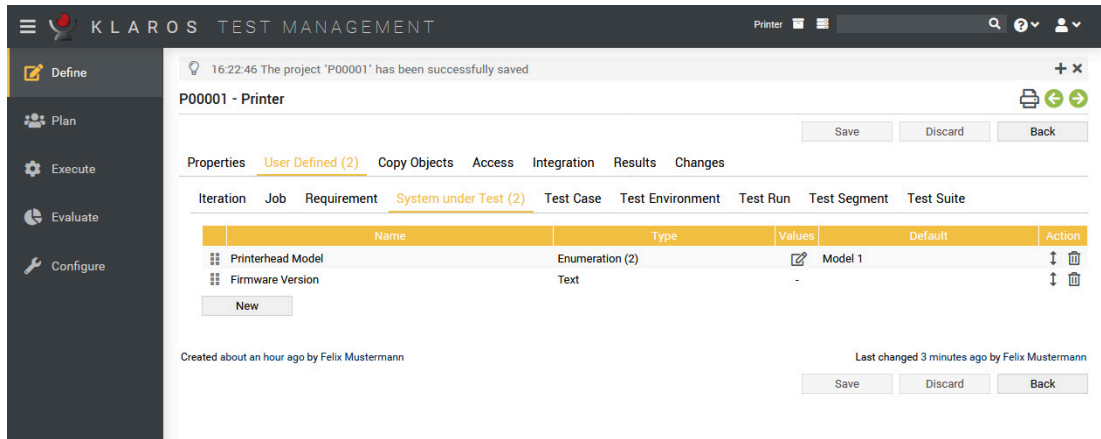 KLAROS TEST MANAGEMENT
Printer
Define
Plan
Execute
Evaluate
Configure
16:22:46 The project 'P00001' has been successfully saved
P00001 - Printer
Save Discard Back
Properties User Defined (2) Copy Objects Access Integration Results Changes
Iteration Job Requirement System under Test (2) Test Case Test Environment Test Run Test Segment Test Suite
Name Type Values Default Action
Printerhead Model Enumeration (2) Model 1
Firmware Version Text -
New
Created about an hour ago by Felix Mustermann Last changed 3 minutes ago by Felix Mustermann
Save Discard Back